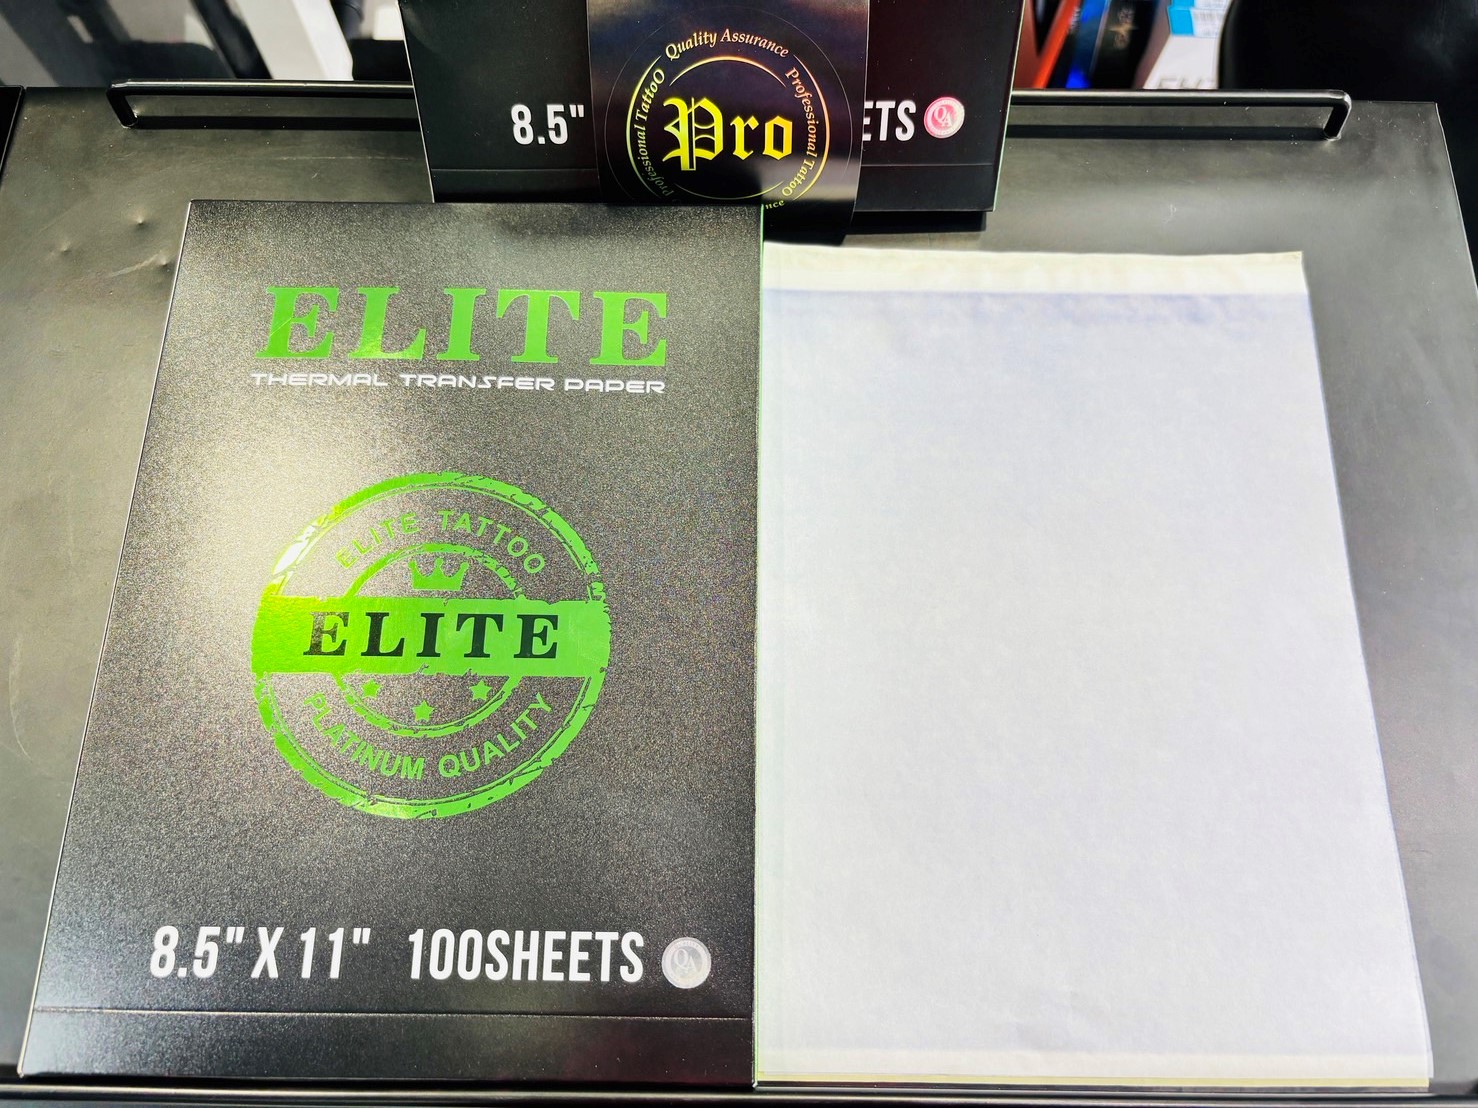 Quality Assurance
Professional Tattoo
Professional Tattoo
Pro
8.5"
ETS
QA
nce
ELITE
THERMAL TRANSFER PAPER
ELITE TATTOO
ELITE
PLATINUM QUALITY
8.5" X 11" 100SHEETS
QA